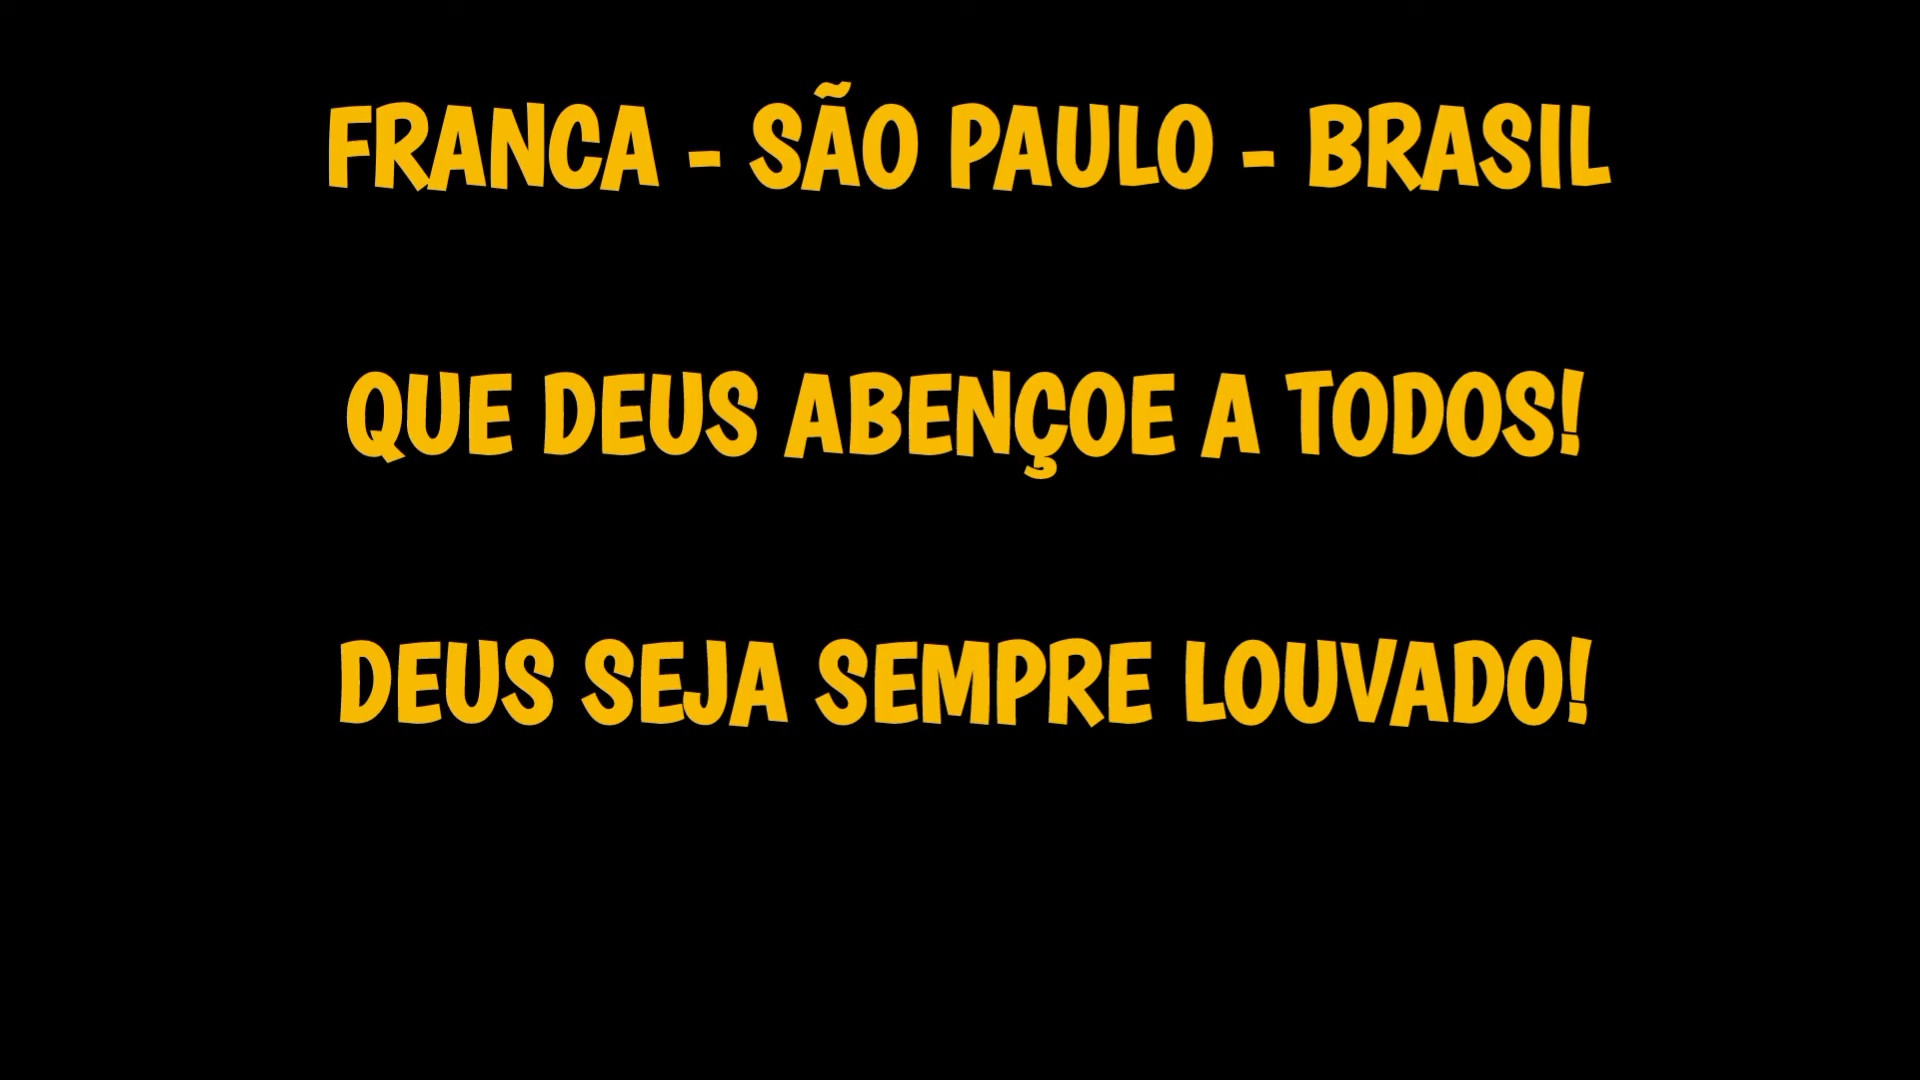 FRANCA - SÃO PAULO - BRASIL
QUE DEUS ABENÇOE A TODOS!
DEUS SEJA SEMPRE LOUVADO!